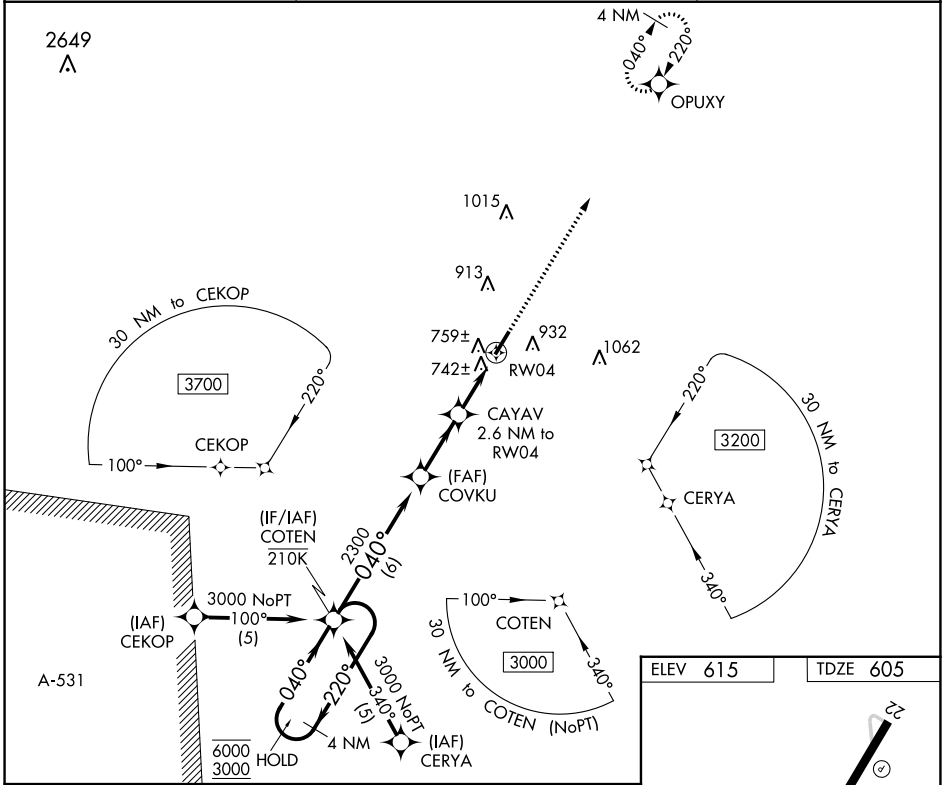 2649
4 NM
040°
220°
OPUXY
1015
913
759±
932
742±
RW04
1062
30 NM to CEKOP
3700
220°
CEKOP
100°
CAYAV
2.6 NM to
RW04
220°
3200
30 NM to CERYA
CERYA
340°
(FAF)
COVKU
(IF/IAF)
COTEN
210K
2300
040°
(6)
3000 NoPT
100°
(5)
(IAF)
CEKOP
100°
COTEN
3000
340°
30 NM to COTEN (NoPT)
A-531
040°
220°
3000 NoPT
340°
(5)
6000
3000
HOLD
4 NM
(IAF)
CERYA
ELEV 615
TDZE 605
22
P